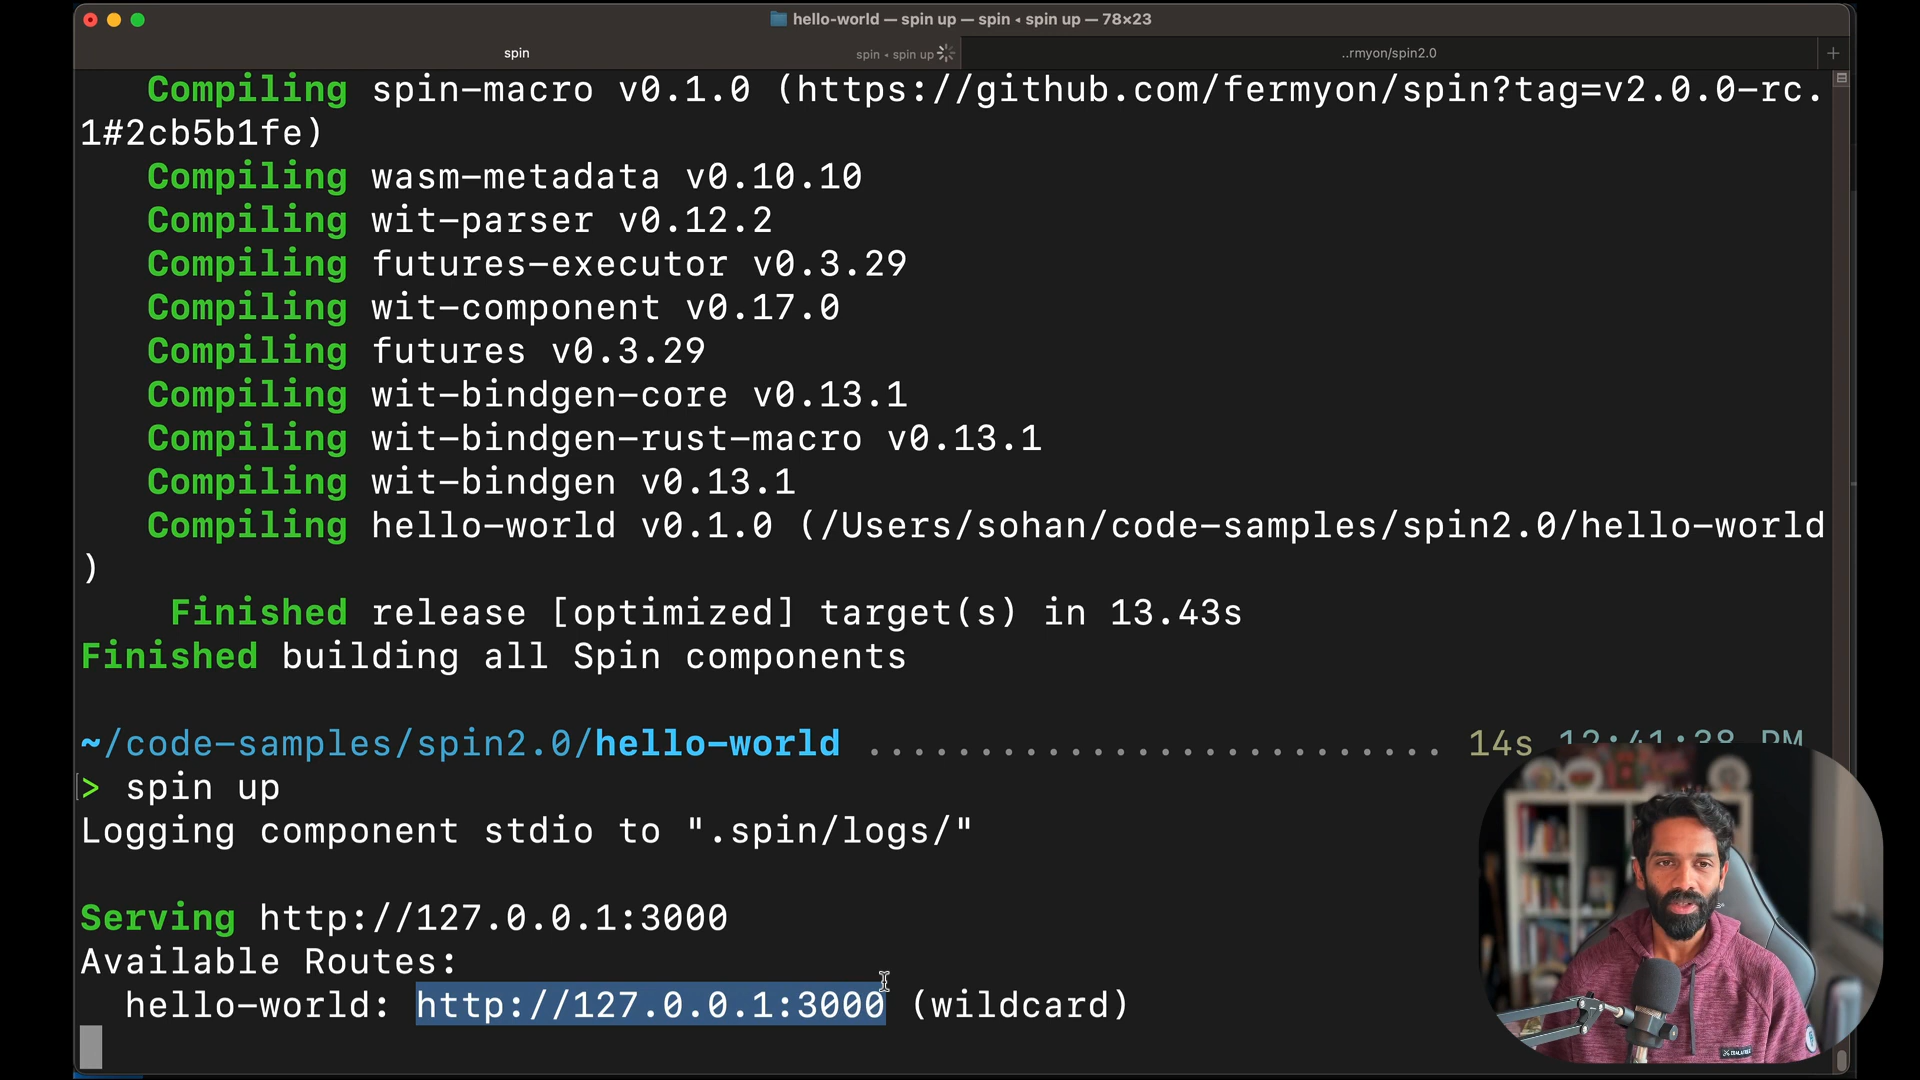 hello-world — spin up — spin ◂ spin up — 78×23
spin
spin ◂ spin up
..rmyon/spin2.0
+
Compiling spin-macro v0.1.0 (https://github.com/fermyon/spin?tag=v2.0.0-rc.
1#2cb5b1fe)
Compiling wasm-metadata v0.10.10
Compiling wit-parser v0.12.2
Compiling futures-executor v0.3.29
Compiling wit-component v0.17.0
Compiling futures v0.3.29
Compiling wit-bindgen-core v0.13.1
Compiling wit-bindgen-rust-macro v0.13.1
Compiling wit-bindgen v0.13.1
Compiling hello-world v0.1.0 (/Users/sohan/code-samples/spin2.0/hello-world
)
Finished release [optimized] target(s) in 13.43s
Finished building all Spin components
~/code-samples/spin2.0/hello-world .......................... 14s 12:41:38 PM
> spin up
Logging component stdio to ".spin/logs/"
Serving http://127.0.0.1:3000
Available Routes:
hello-world: http://127.0.0.1:3000 (wildcard)